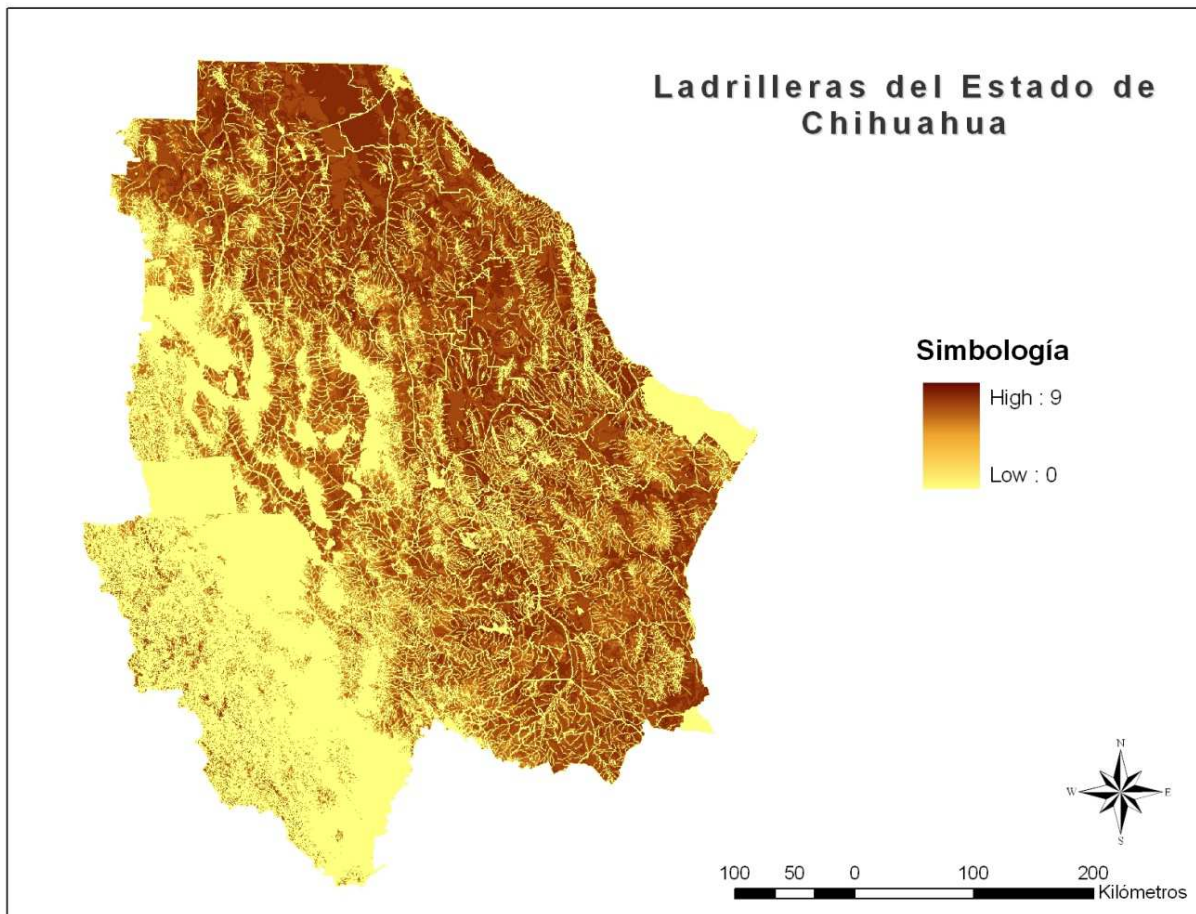 Ladrilleras del Estado de
Chihuahua
Simbología
High : 9
Low : 0
N
W E
S
100 50 0 100 200
Kilómetros